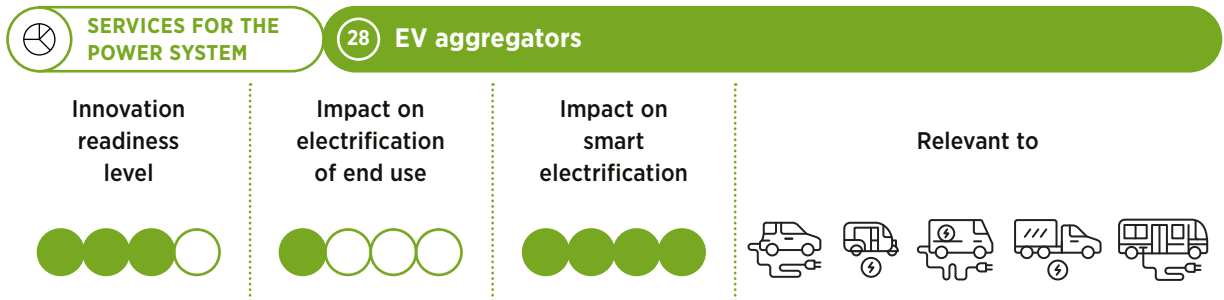 SERVICES FOR THE
POWER SYSTEM
28 EV aggregators
Innovation
readiness
level
Impact on
electrification
of end use
Impact on
smart
electrification
Relevant to